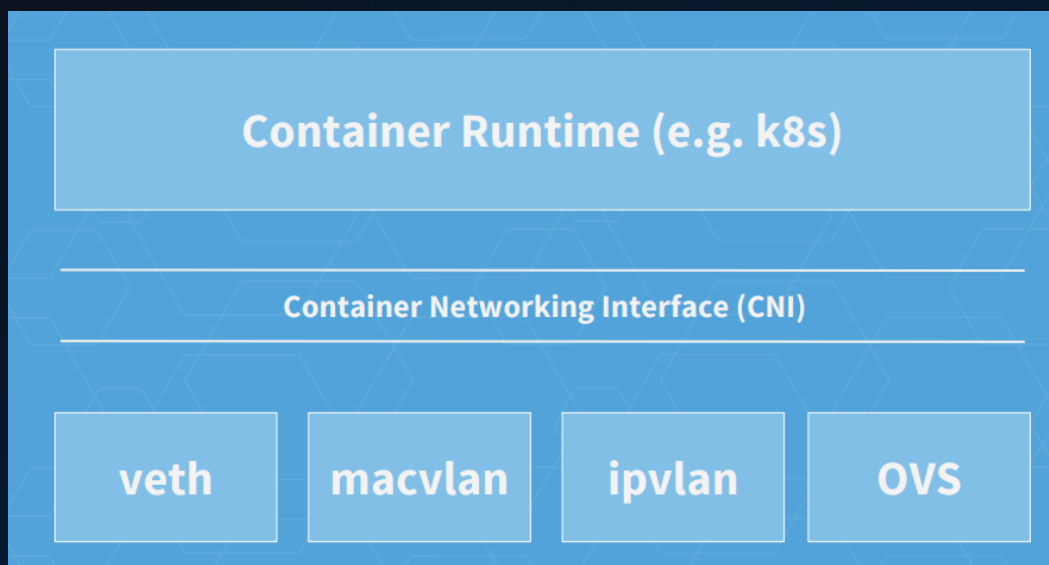 Container Runtime (e.g. k8s)
Container Networking Interface (CNI)
veth
macvlan
ipvlan
OVS